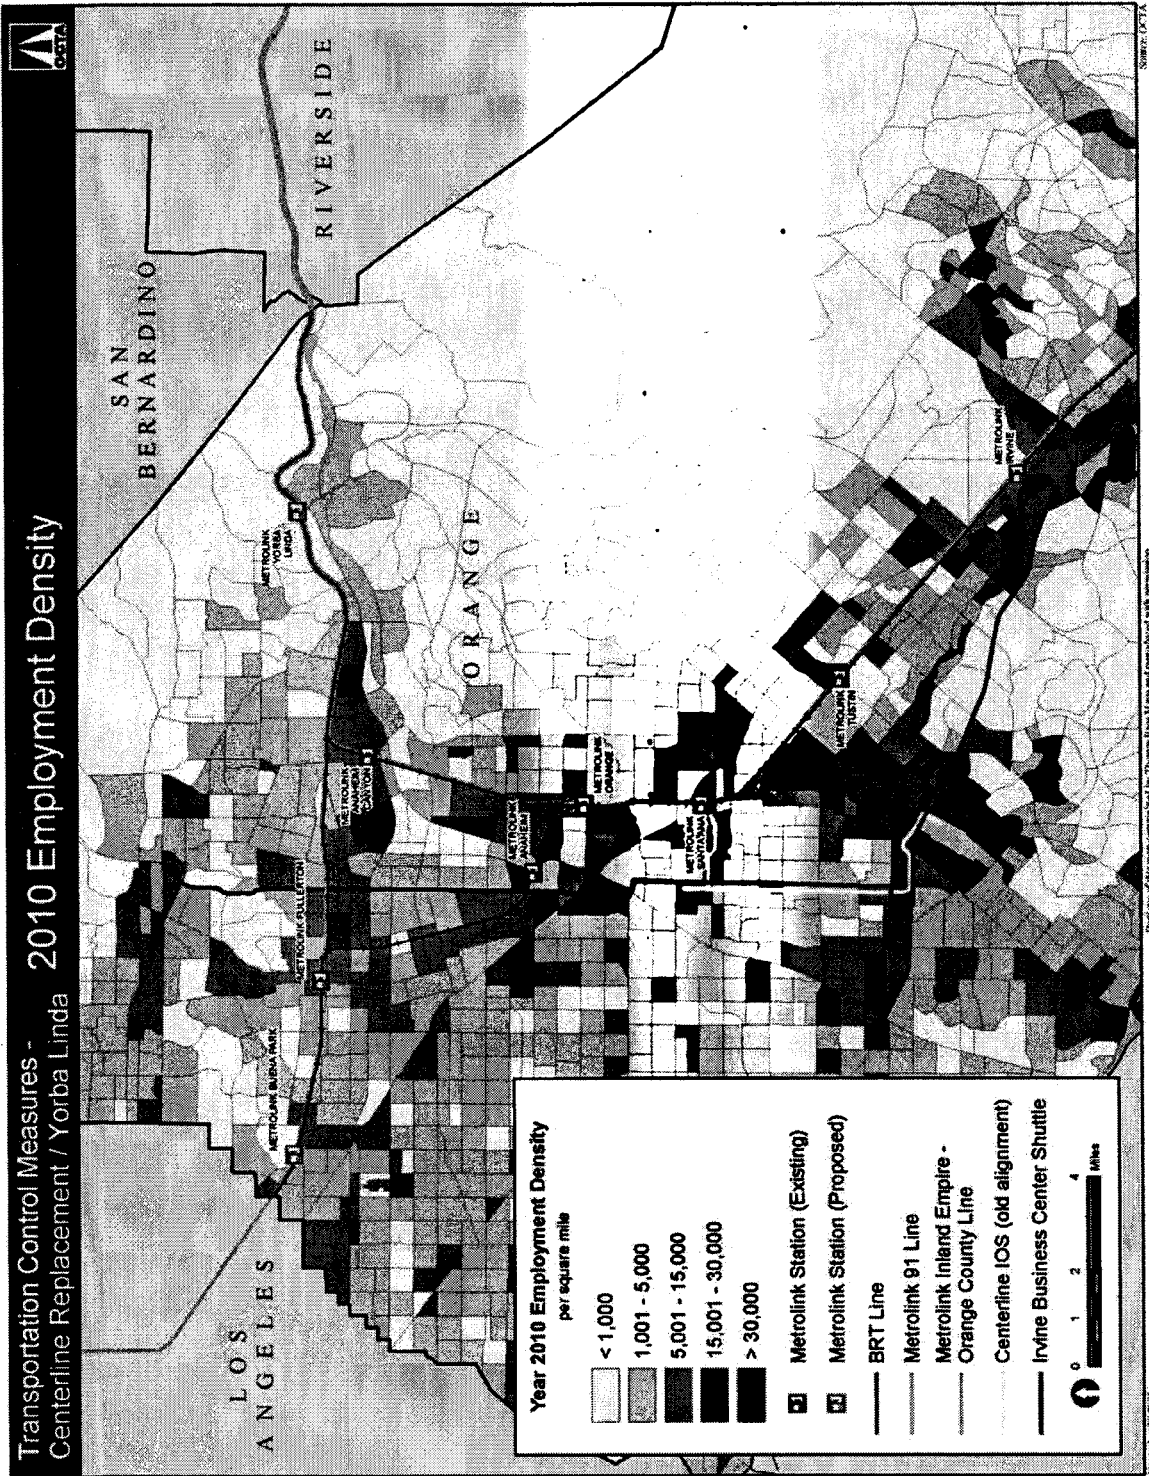 Transportation Control Measures -
Centerline Replacement / Yorba Linda
2010 Employment Density
OCTA
LOS
ANGELES
SAN
BERNARDINO
RIVERSIDE
ORANGE
METROLINK BUENA PARK
METROLINK FULLERTON
METROLINK
ANAHEIM
CANYON
METROLINK
YORBA
LINDA
METROLINK
ANAHEIM
METROLINK
ORANGE
METROLINK
SANTA ANA
METROLINK
TUSTIN
METROLINK
IRVINE
Year 2010 Employment Density
per square mile
< 1,000
1,001 - 5,000
5,001 - 15,000
15,001 - 30,000
> 30,000
Metrolink Station (Existing)
Metrolink Station (Proposed)
BRT Line
Metrolink 91 Line
Metrolink Inland Empire -
Orange County Line
Centerline IOS (old alignment)
Irvine Business Center Shuttle
0 1 2 4
Miles
Source: OCTA